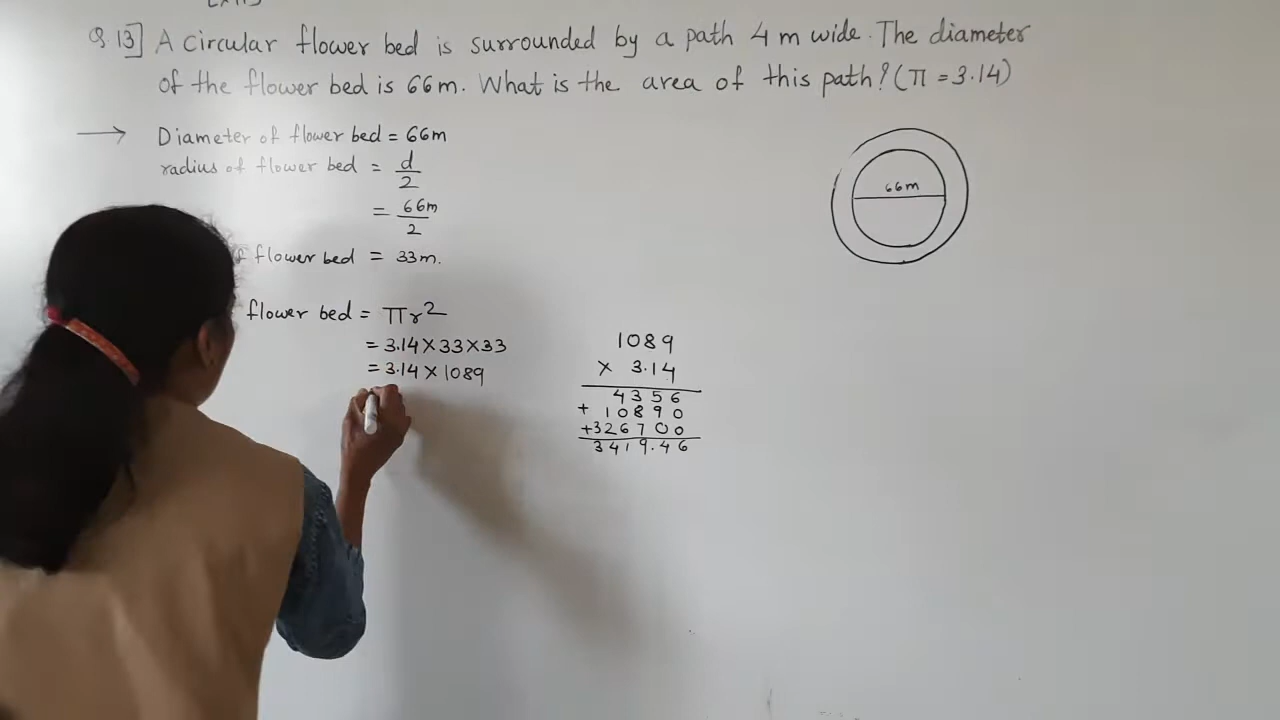 Q 13] A circular flower bed is surrounded by a path 4 m wide. The diameter
of the flower bed is 66m. What is the area of this path? (π = 3.14)
→ Diameter of flower bed = 66m
radius of flower bed = d/2
= 66m/2
flower bed = 33m.
flower bed = πr²
= 3.14 × 33 × 33
= 3.14 × 1089
1089
× 3.14
4356
+ 10890
+326700
3419.46
66m